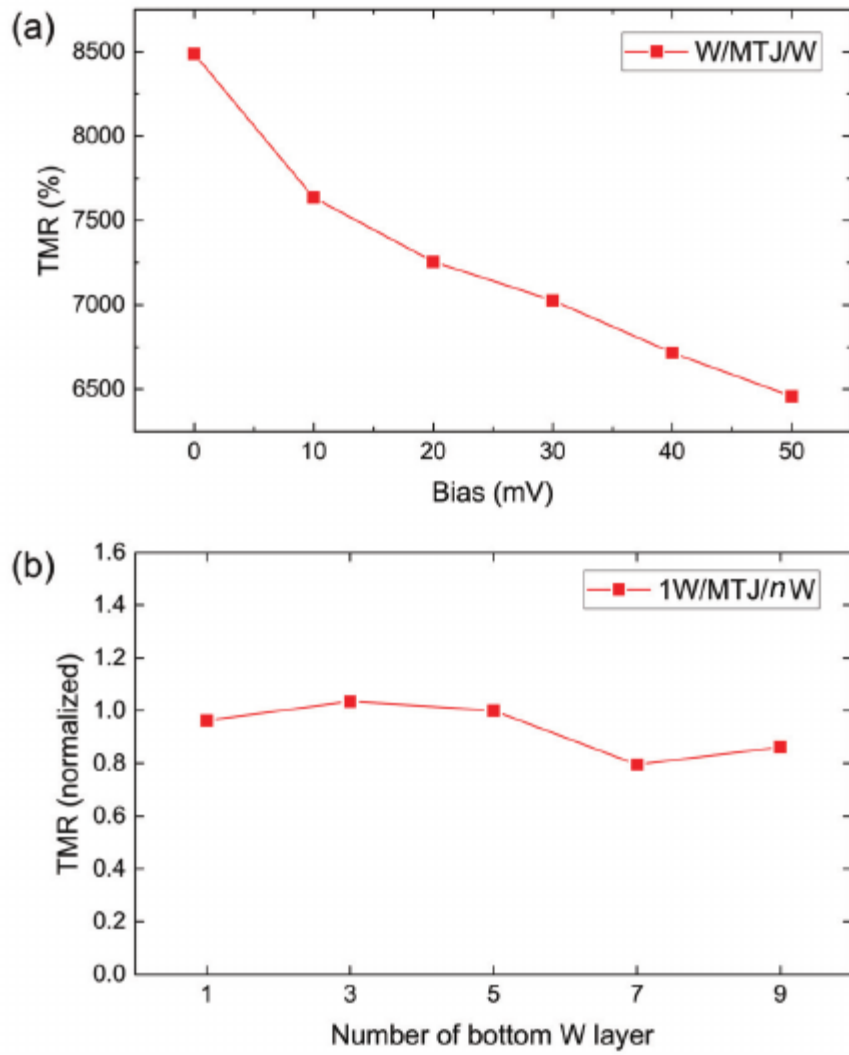 (a)
W/MTJ/W
8500
8000
7500
7000
6500
TMR (%)
0 10 20 30 40 50
Bias (mV)
(b)
1W/MTJ/nW
1.6
1.4
1.2
1.0
0.8
0.6
0.4
0.2
0.0
TMR (normalized)
1 3 5 7 9
Number of bottom W layer